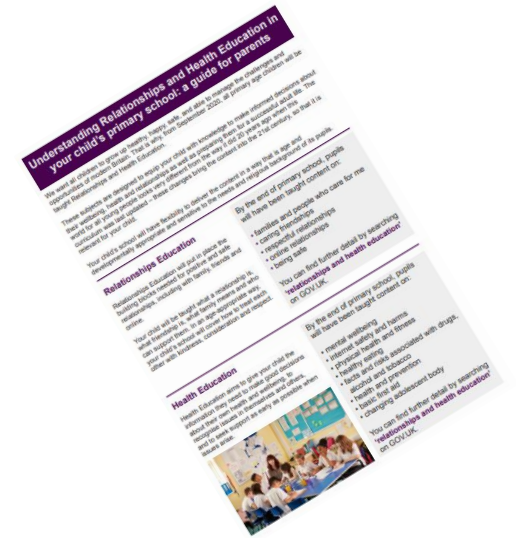 Understanding Relationships and Health Education in
your child's primary school: a guide for parents
We want all children to grow up healthy, happy, safe, and able to manage the challenges and
opportunities of modern Britain. That is why, from September 2020, all primary age children will be
taught Relationships and Health Education.
These subjects are designed to equip your child with knowledge to make informed decisions about
their wellbeing, health and relationships as well as preparing them for a successful adult life. The
world for all young people looks very different from the way it did 20 years ago when this
curriculum was last updated – these changes bring the content into the 21st century, so that it is
relevant for your child.
Your child's school will have flexibility to deliver the content in a way that is age and
developmentally appropriate and sensitive to the needs and religious background of its pupils.
Relationships Education
Relationships Education will put in place the
building blocks needed for positive and safe
relationships, including with family, friends and
online.
Your child will be taught what a relationship is,
what friendship is, what family means and who
can support them. In an age-appropriate way,
your child's school will cover how to treat each
other with kindness, consideration and respect.
By the end of primary school, pupils
will have been taught content on:
• families and people who care for me
• caring friendships
• respectful relationships
• online relationships
• being safe
You can find further detail by searching
'relationships and health education'
on GOV.UK.
Health Education
Health Education aims to give your child the
information they need to make good decisions
about their own health and wellbeing, to
recognise issues in themselves and others,
and to seek support as early as possible when
issues arise.
By the end of primary school, pupils
will have been taught content on:
• mental wellbeing
• internet safety and harms
• physical health and fitness
• healthy eating
• facts and risks associated with drugs,
alcohol and tobacco
• health and prevention
• basic first aid
• changing adolescent body
You can find further detail by searching
'relationships and health education'
on GOV.UK.